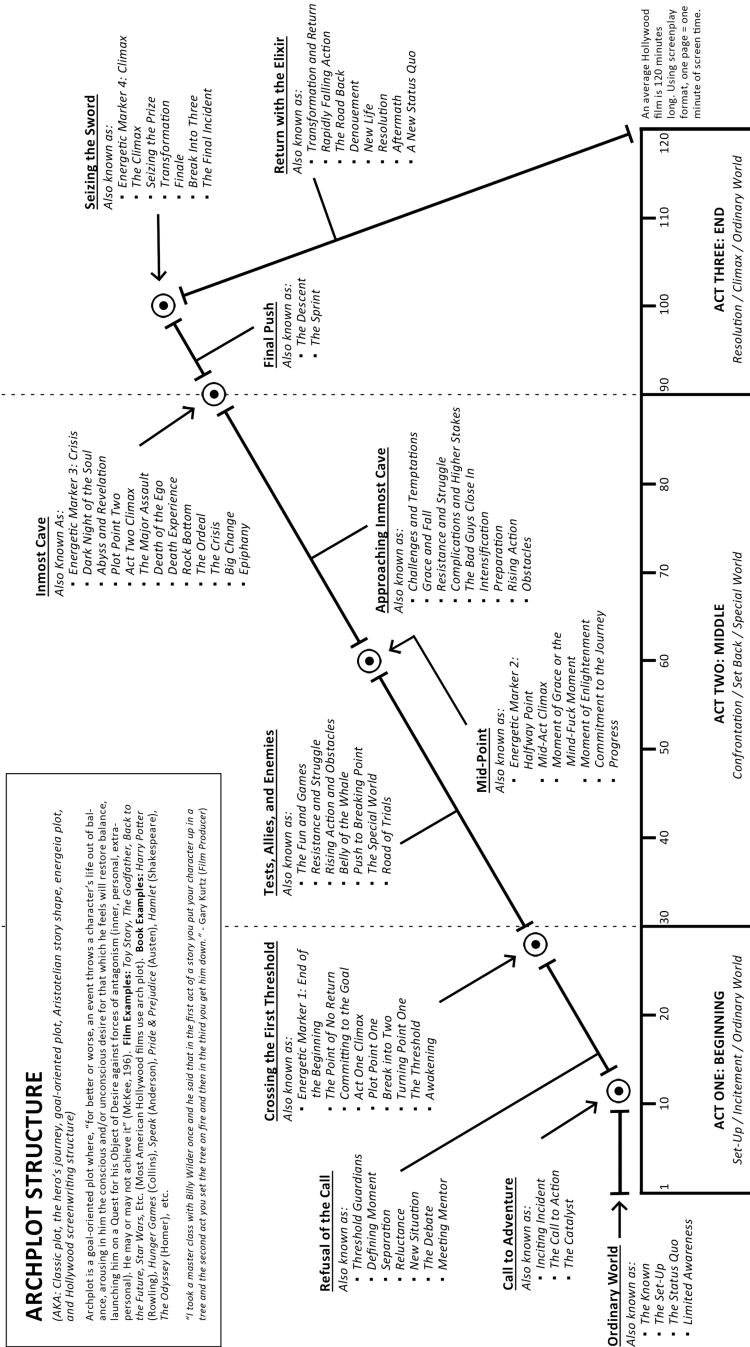 ARCHPLOT STRUCTURE
(AKA: Classic plot, the hero's journey, goal-oriented plot, Aristotelian story shape, energeia plot,
and Hollywood screenwriting structure)
Archplot is a goal-oriented plot where, "for better or worse, an event throws a character's life out of bal-
ance, arousing in him the conscious and/or unconscious desire for that which he feels will restore balance,
launching him on a Quest for his Object of Desire against forces of antagonism (inner, personal, extra-
personal). He may or may not achieve it" (McKee, 196). Film Examples: Toy Story, The Godfather, Back to
the Future, Star Wars, Etc. (Most American Hollywood films use arch plot). Book Examples: Harry Potter
(Rowling), Hunger Games (Collins), Speak (Anderson), Pride & Prejudice (Austen), Hamlet (Shakespeare),
The Odyssey (Homer), etc.
"I took a master class with Billy Wilder once and he said that in the first act of a story you put your character up in a
tree and the second act you set the tree on fire and then in the third you get him down." - Gary Kurtz (Film Producer)
Ordinary World
Also known as:
▪ The Known
▪ The Set-Up
▪ The Status Quo
▪ Limited Awareness
Call to Adventure
Also known as:
▪ Inciting Incident
▪ The Call to Action
▪ The Catalyst
Refusal of the Call
Also known as:
▪ Threshold Guardians
▪ Defining Moment
▪ Separation
▪ Reluctance
▪ New Situation
▪ The Debate
▪ Meeting Mentor
Crossing the First Threshold
Also known as:
▪ Energetic Marker 1: End of
the Beginning
▪ The Point of No Return
▪ Committing to the Goal
▪ Act One Climax
▪ Plot Point One
▪ Break into Two
▪ Turning Point One
▪ The Threshold
▪ Awakening
Tests, Allies, and Enemies
Also known as:
▪ The Fun and Games
▪ Resistance and Struggle
▪ Rising Action and Obstacles
▪ Belly of the Whale
▪ Push to Breaking Point
▪ The Special World
▪ Road of Trials
Mid-Point
Also known as:
▪ Energetic Marker 2:
Halfway Point
▪ Mid-Act Climax
▪ Moment of Grace or the
Mind-Fuck Moment
▪ Moment of Enlightenment
▪ Commitment to the Journey
▪ Progress
Approaching Inmost Cave
Also known as:
▪ Challenges and Temptations
▪ Grace and Fall
▪ Resistance and Struggle
▪ Complications and Higher Stakes
▪ The Bad Guys Close In
▪ Intensification
▪ Preparation
▪ Rising Action
▪ Obstacles
Inmost Cave
Also Known As:
▪ Energetic Marker 3: Crisis
▪ Dark Night of the Soul
▪ Abyss and Revelation
▪ Plot Point Two
▪ Act Two Climax
▪ The Major Assault
▪ Death of the Ego
▪ Death Experience
▪ Rock Bottom
▪ The Ordeal
▪ The Crisis
▪ Big Change
▪ Epiphany
Final Push
Also known as:
▪ The Descent
▪ The Sprint
Seizing the Sword
Also known as:
▪ Energetic Marker 4: Climax
▪ The Climax
▪ Seizing the Prize
▪ Transformation
▪ Finale
▪ Break Into Three
▪ The Final Incident
Return with the Elixir
Also known as:
▪ Transformation and Return
▪ Rapidly Falling Action
▪ The Road Back
▪ Denouement
▪ New Life
▪ Resolution
▪ Aftermath
▪ A New Status Quo
1 10 20 30 40 50 60 70 80 90 100 110 120
An average Hollywood
film is 120 minutes
long. Using screenplay
format, one page = one
minute of screen time.
ACT ONE: BEGINNING
Set-Up / Incitement / Ordinary World
ACT TWO: MIDDLE
Confrontation / Set Back / Special World
ACT THREE: END
Resolution / Climax / Ordinary World